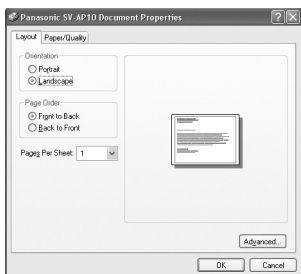 Panasonic SV-AP10 Document Properties
Layout
Paper/Quality
Orientation
Portrait
Landscape
Page Order
Front to Back
Back to Front
Pages Per Sheet: 1
Advanced...
OK
Cancel